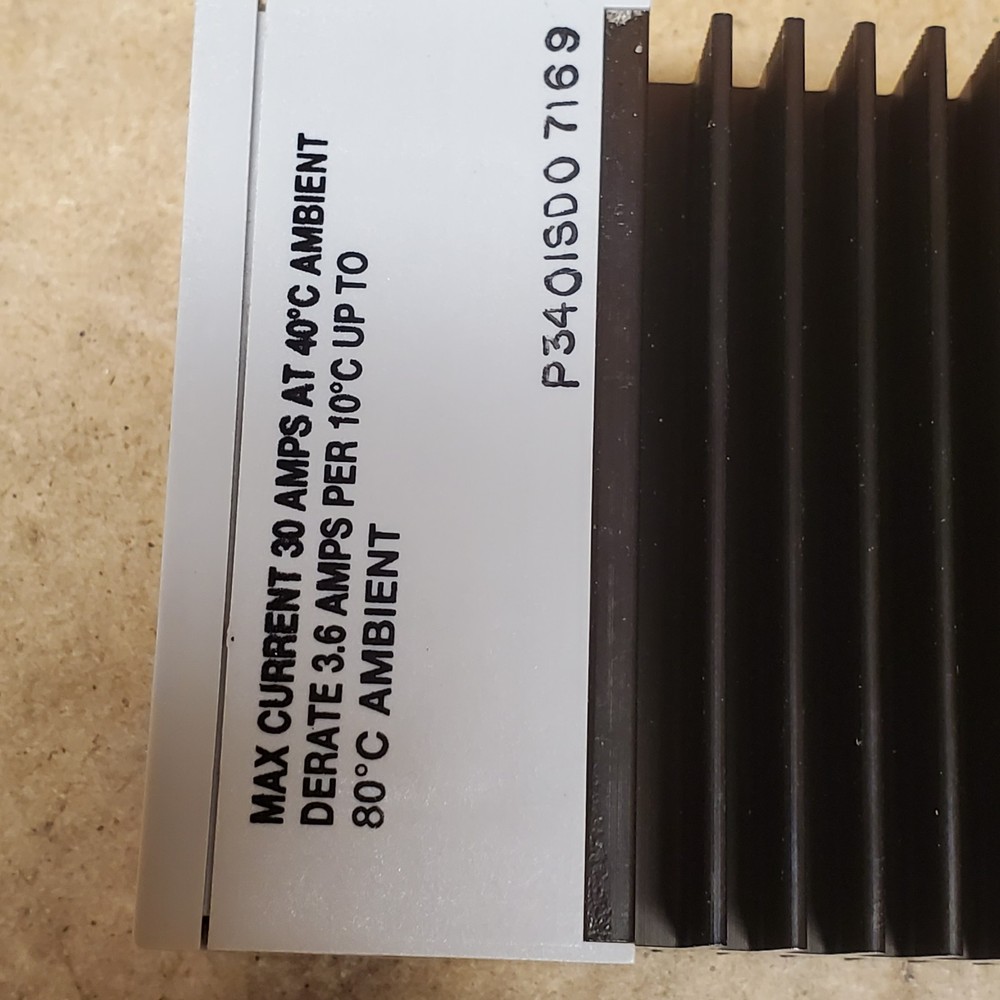 MAX CURRENT 30 AMPS AT 40°C AMBIENT
DERATE 3.6 AMPS PER 10°C UP TO
80°C AMBIENT
P3401SD0 7169